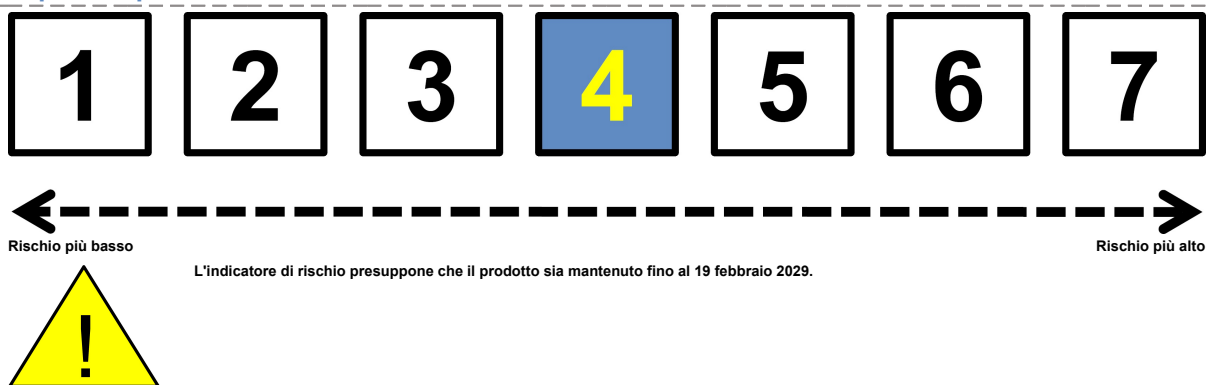 1 2 3 4 5 6 7
Rischio più basso Rischio più alto
L'indicatore di rischio presuppone che il prodotto sia mantenuto fino al 19 febbraio 2029.
!